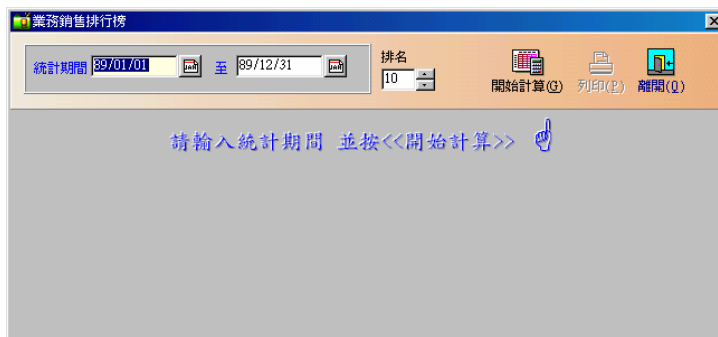 業務銷售排行榜
統計期間 89/01/01 至 89/12/31
排名
10
開始計算(G) 列印(P) 離開(Q)
請輸入統計期間 並按<<開始計算>>